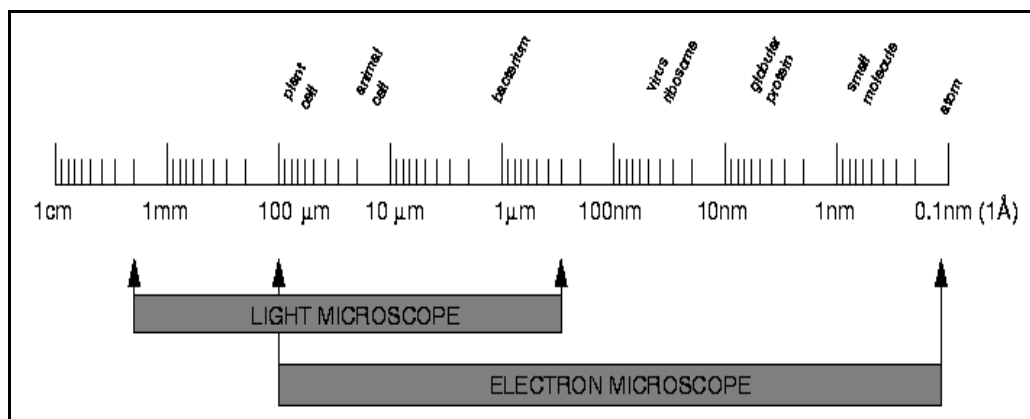 plant
cell
animal
cell
bacterium
virus
ribosome
globular
protein
small
molecule
atom
1cm
1mm
100 μm
10 μm
1μm
100nm
10nm
1nm
0.1nm (1Å)
LIGHT MICROSCOPE
ELECTRON MICROSCOPE